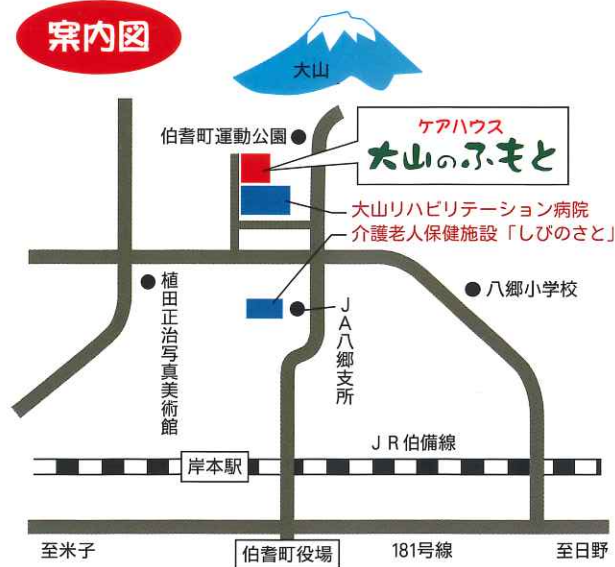 案内図
大山
伯耆町運動公園
ケアハウス
大山のふもと
大山リハビリテーション病院
介護老人保健施設「しびのさと」
植田正治写真美術館
JA八郷支所
八郷小学校
JR伯備線
岸本駅
至米子
伯耆町役場
181号線
至日野